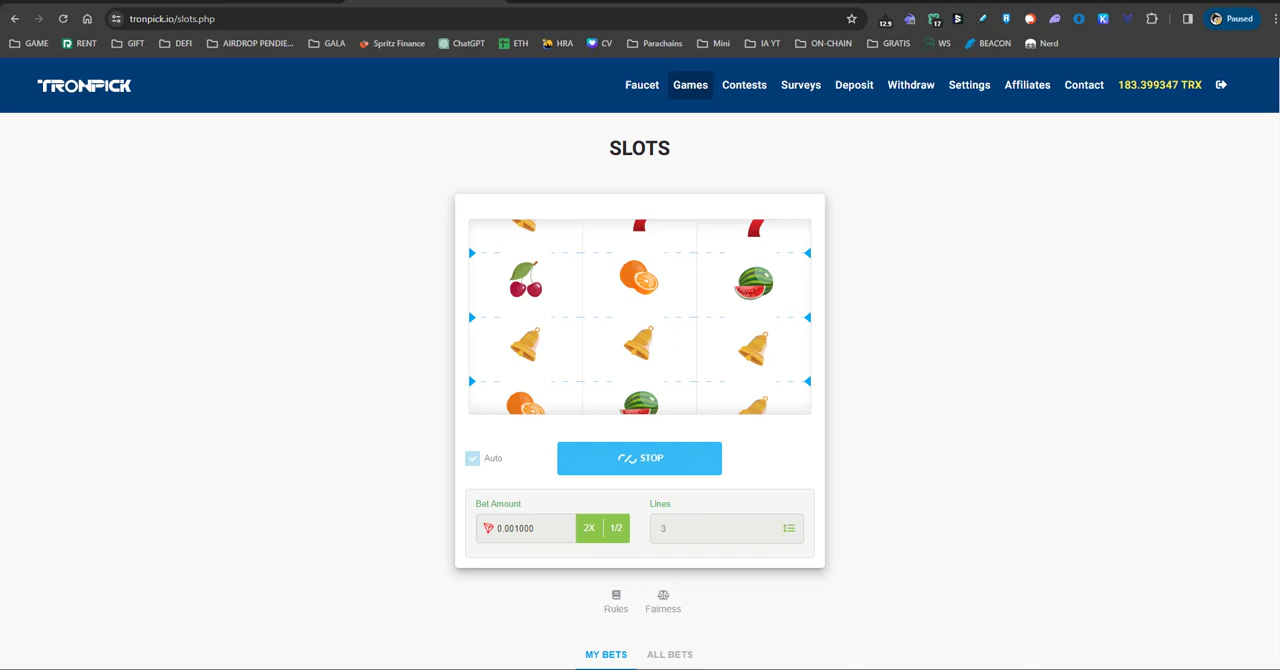 tronpick.io/slots.php
12.9
17
Paused
GAME RENT GIFT DEFI AIRDROP PENDIE... GALA Spritz Finance ChatGPT ETH HRA CV Parachains Mini IA YT ON-CHAIN GRATIS WS BEACON Nerd
TRONPICK
Faucet Games Contests Surveys Deposit Withdraw Settings Affiliates Contact 183.399347 TRX
SLOTS
Auto
STOP
Bet Amount Lines
0.001000 2X 1/2 3
Rules Fairness
MY BETS ALL BETS